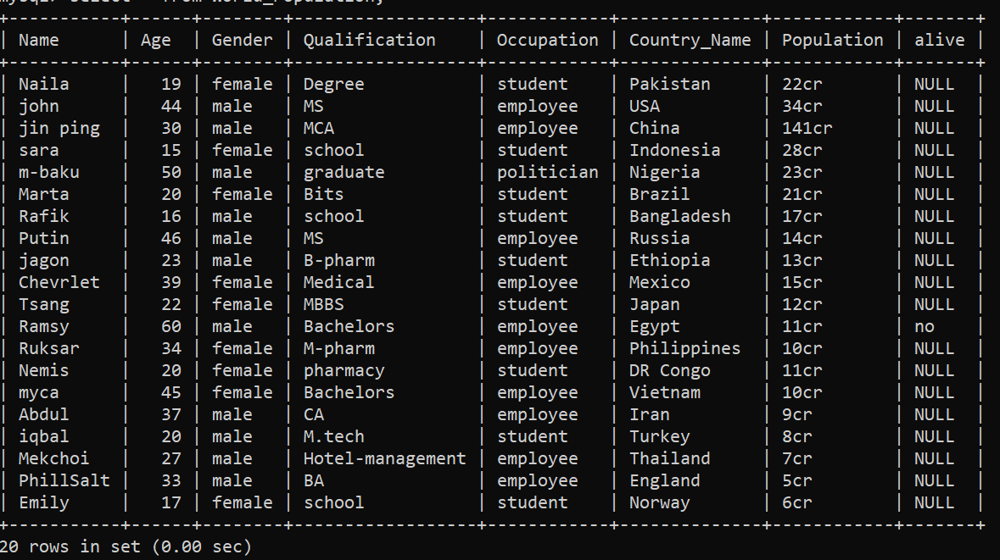 +-----------+------+--------+------------------+------------+--------------+------------+-------+
| Name      | Age  | Gender | Qualification    | Occupation | Country_Name | Population | alive |
+-----------+------+--------+------------------+------------+--------------+------------+-------+
| Naila     |   19 | female | Degree           | student    | Pakistan     | 22cr       | NULL  |
| john      |   44 | male   | MS               | employee   | USA          | 34cr       | NULL  |
| jin ping  |   30 | male   | MCA              | employee   | China        | 141cr      | NULL  |
| sara      |   15 | female | school           | student    | Indonesia    | 28cr       | NULL  |
| m-baku    |   50 | male   | graduate         | politician | Nigeria      | 23cr       | NULL  |
| Marta     |   20 | female | Bits             | student    | Brazil       | 21cr       | NULL  |
| Rafik     |   16 | male   | school           | student    | Bangladesh   | 17cr       | NULL  |
| Putin     |   46 | male   | MS               | employee   | Russia       | 14cr       | NULL  |
| jagon     |   23 | male   | B-pharm          | student    | Ethiopia     | 13cr       | NULL  |
| Chevrlet  |   39 | female | Medical          | employee   | Mexico       | 15cr       | NULL  |
| Tsang     |   22 | female | MBBS             | student    | Japan        | 12cr       | NULL  |
| Ramsy     |   60 | male   | Bachelors        | employee   | Egypt        | 11cr       | no    |
| Ruksar    |   34 | female | M-pharm          | employee   | Philippines  | 10cr       | NULL  |
| Nemis     |   20 | female | pharmacy         | student    | DR Congo     | 11cr       | NULL  |
| myca      |   45 | female | Bachelors        | employee   | Vietnam      | 10cr       | NULL  |
| Abdul     |   37 | male   | CA               | employee   | Iran         | 9cr        | NULL  |
| iqbal     |   20 | male   | M.tech           | student    | Turkey       | 8cr        | NULL  |
| Mekchoi   |   27 | male   | Hotel-management | employee   | Thailand     | 7cr        | NULL  |
| PhillSalt |   33 | male   | BA               | employee   | England      | 5cr        | NULL  |
| Emily     |   17 | female | school           | student    | Norway       | 6cr        | NULL  |
+-----------+------+--------+------------------+------------+--------------+------------+-------+
20 rows in set (0.00 sec)